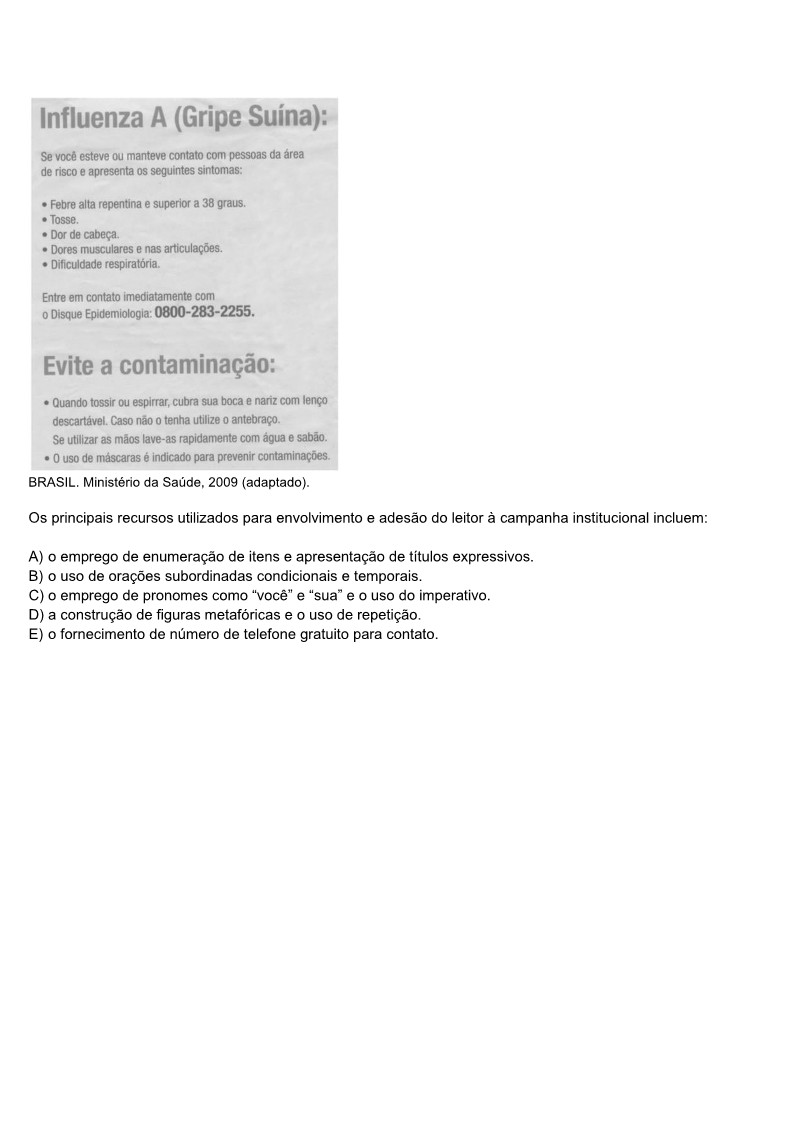 Influenza A (Gripe Suína):
Se você esteve ou manteve contato com pessoas da área
de risco e apresenta os seguintes sintomas:
• Febre alta repentina e superior a 38 graus.
• Tosse.
• Dor de cabeça.
• Dores musculares e nas articulações.
• Dificuldade respiratória.
Entre em contato imediatamente com
o Disque Epidemiologia: 0800-283-2255.
Evite a contaminação:
• Quando tossir ou espirrar, cubra sua boca e nariz com lenço
descartável. Caso não o tenha utilize o antebraço.
Se utilizar as mãos lave-as rapidamente com água e sabão.
• O uso de máscaras é indicado para prevenir contaminações.
BRASIL. Ministério da Saúde, 2009 (adaptado).
Os principais recursos utilizados para envolvimento e adesão do leitor à campanha institucional incluem:
A) o emprego de enumeração de itens e apresentação de títulos expressivos.
B) o uso de orações subordinadas condicionais e temporais.
C) o emprego de pronomes como “você” e “sua” e o uso do imperativo.
D) a construção de figuras metafóricas e o uso de repetição.
E) o fornecimento de número de telefone gratuito para contato.